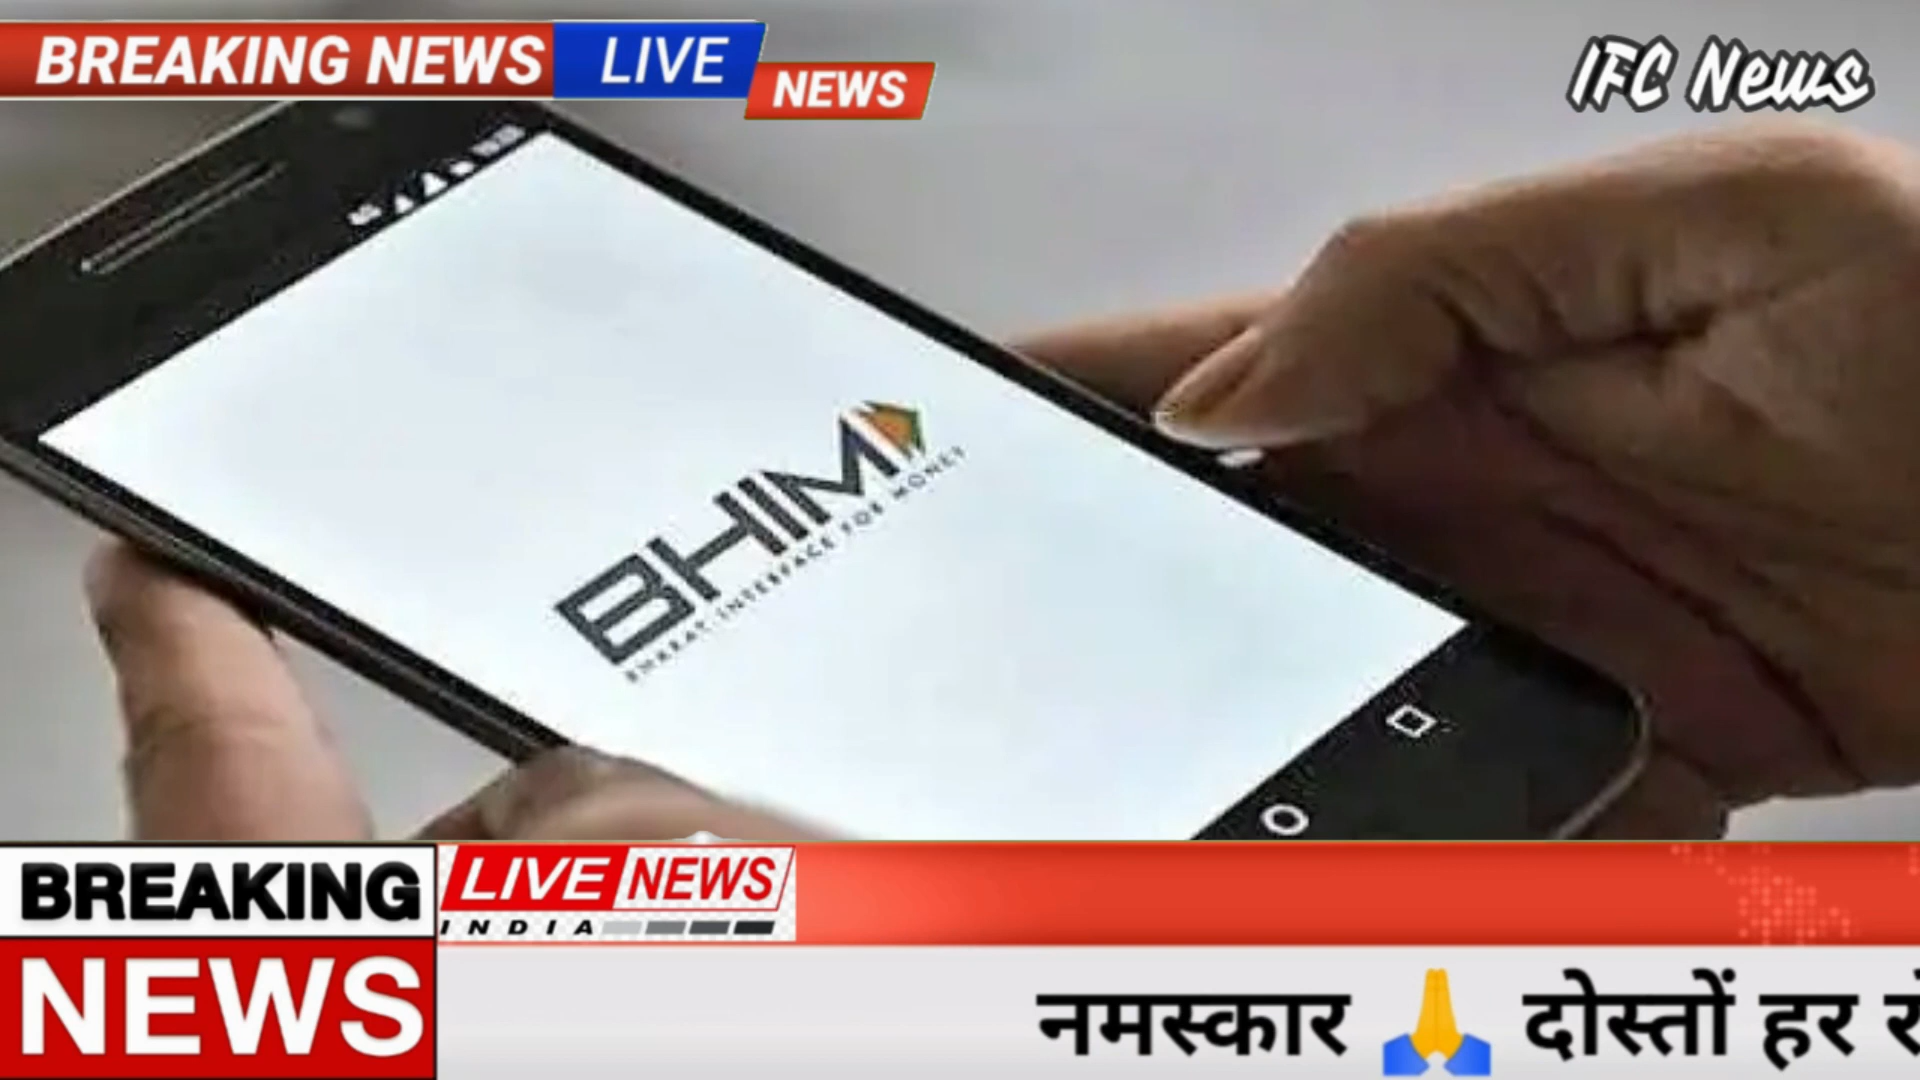 BREAKING NEWS LIVE NEWS
IFC News
BHIM
BHARAT INTERFACE FOR MONEY
BREAKING NEWS
LIVE NEWS
INDIA
नमस्कार 🙏 दोस्तों हर